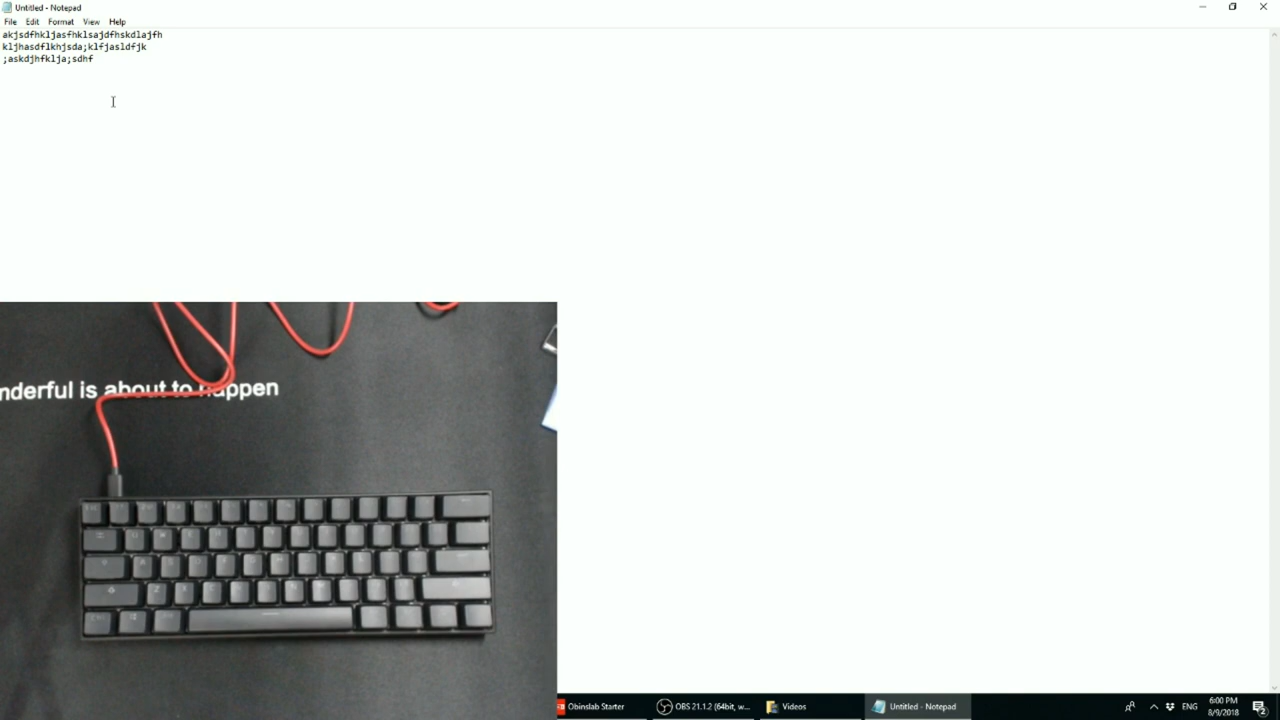 Untitled - Notepad
File Edit Format View Help
akjsdfhkljasfhklsajdfhskdlajfh
kljhasdflkhjsda;klfjasldfjk
;askdjhfklja;sdhf
nderful is about to happen
Obinslab Starter
OBS 21.1.2 (64bit, w...
Videos
Untitled - Notepad
ENG
6:00 PM
8/9/2018
2